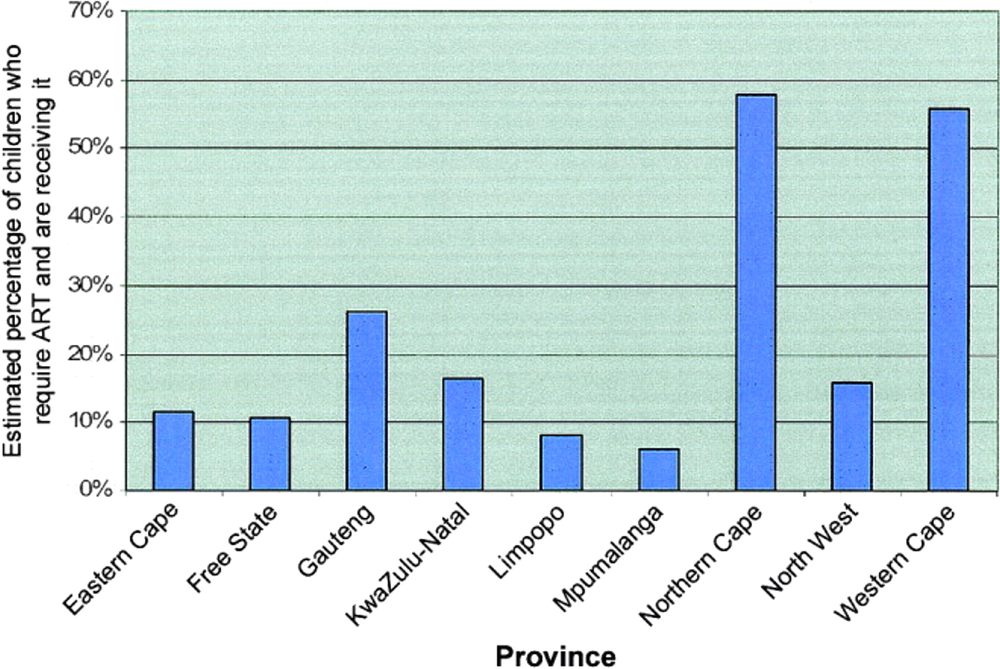 Estimated percentage of children who
require ART and are receiving it
70%
60%
50%
40%
30%
20%
10%
0%
Eastern Cape
Free State
Gauteng
KwaZulu-Natal
Limpopo
Mpumalanga
Northern Cape
North West
Western Cape
Province